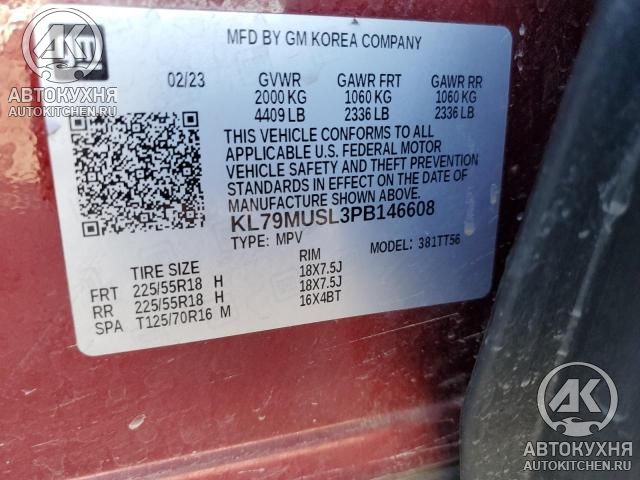 MFD BY GM KOREA COMPANY
02/23 GVWR GAWR FRT GAWR RR
2000 KG 1060 KG 1060 KG
4409 LB 2336 LB 2336 LB
THIS VEHICLE CONFORMS TO ALL
APPLICABLE U.S. FEDERAL MOTOR
VEHICLE SAFETY AND THEFT PREVENTION
STANDARDS IN EFFECT ON THE DATE OF
MANUFACTURE SHOWN ABOVE.
KL79MUSL3PB146608
TYPE: MPV MODEL: 381TT56
TIRE SIZE RIM
FRT 225/55R18 H 18X7.5J
RR 225/55R18 H 18X7.5J
SPA T125/70R16 M 16X4BT
АВТОКУХНЯ
AUTOKITCHEN.RU
АК
АВТОКУХНЯ
AUTOKITCHEN.RU